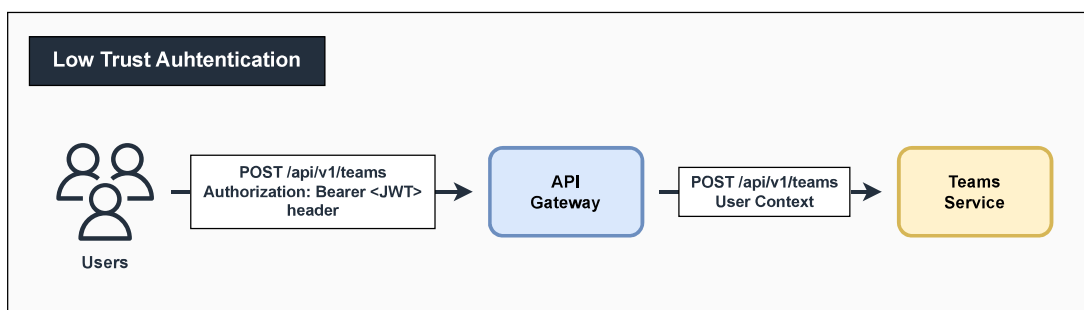 Low Trust Auhtentication
POST /api/v1/teams
Authorization: Bearer <JWT>
header
API
Gateway
POST /api/v1/teams
User Context
Teams
Service
Users